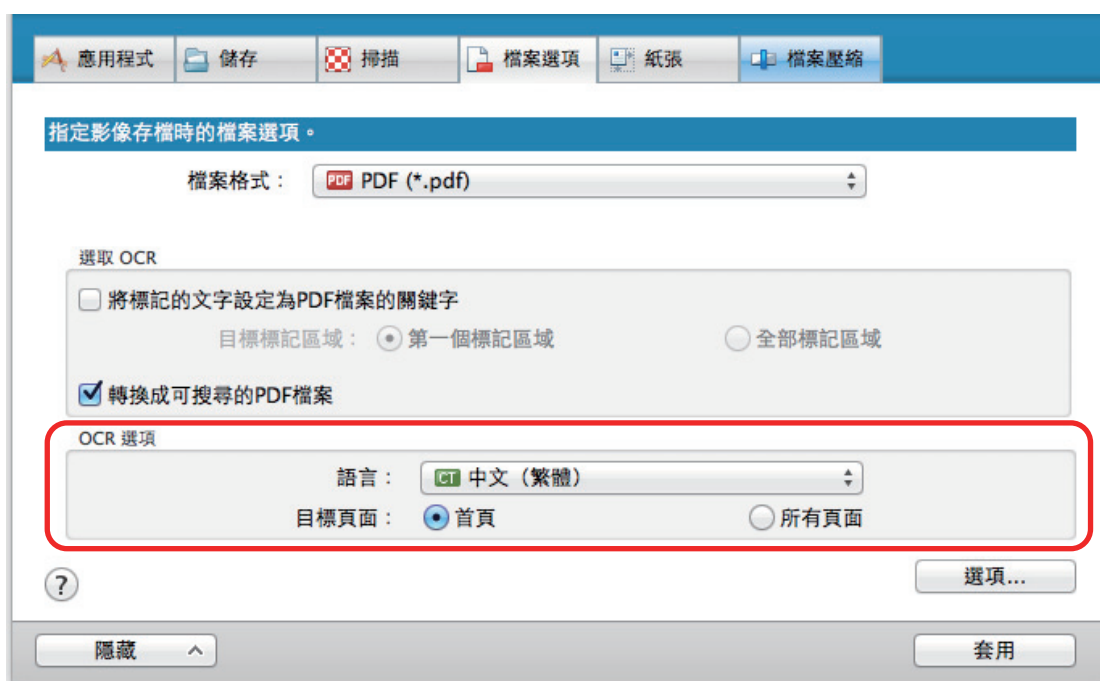 應用程式 儲存 掃描 檔案選項 紙張 檔案壓縮
指定影像存檔時的檔案選項。
檔案格式： PDF PDF (*.pdf)
選取 OCR
將標記的文字設定為PDF檔案的關鍵字
目標標記區域： 第一個標記區域 全部標記區域
轉換成可搜尋的PDF檔案
OCR 選項
語言： CT 中文（繁體）
目標頁面： 首頁 所有頁面
? 選項...
隱藏 套用